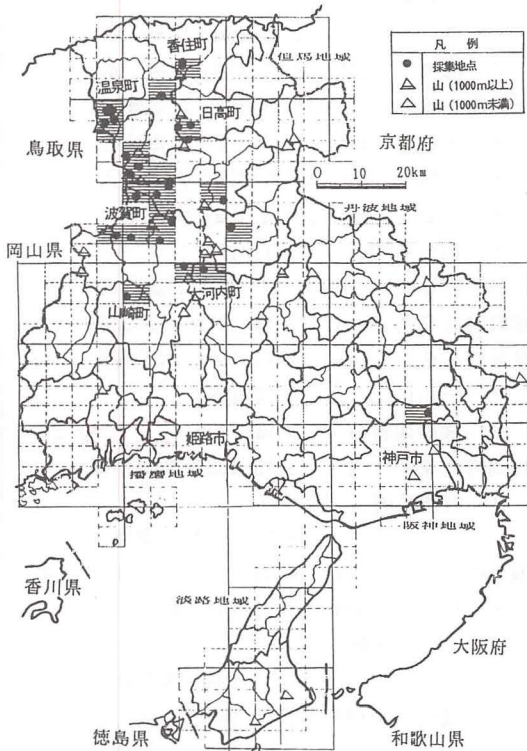 香住町
但馬地域
凡 例
採集地点
山(1000m以上)
山(1000m未満)
温泉町
日高町
鳥取県
京都府
0 10 20km
波賀町
丹波地域
岡山県
河内町
山崎町
姫路市
播磨地域
神戸市
阪神地域
香川県
淡路地域
大阪府
徳島県
和歌山県